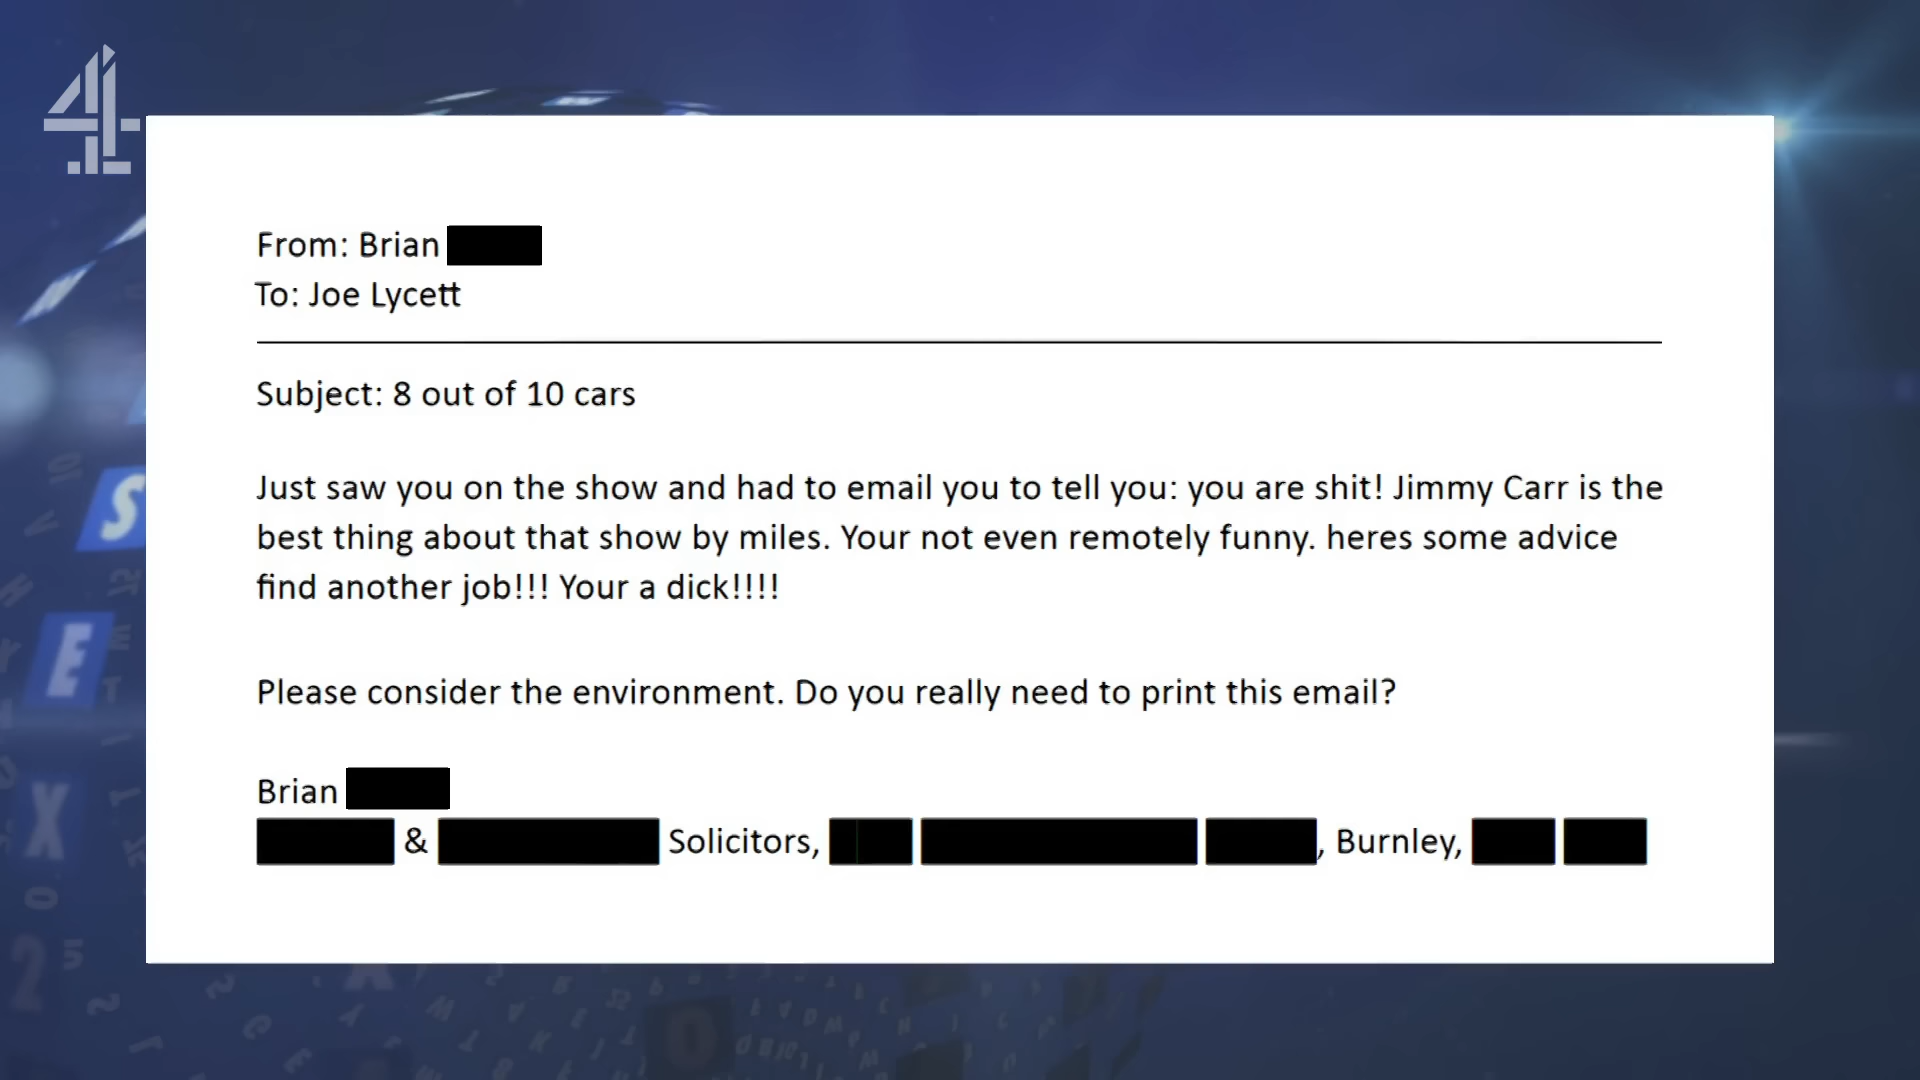 4
From: Brian
To: Joe Lycett
Subject: 8 out of 10 cars
Just saw you on the show and had to email you to tell you: you are shit! Jimmy Carr is the
best thing about that show by miles. Your not even remotely funny. heres some advice
find another job!!! Your a dick!!!!
Please consider the environment. Do you really need to print this email?
Brian
& Solicitors, , Burnley,
S
E
X